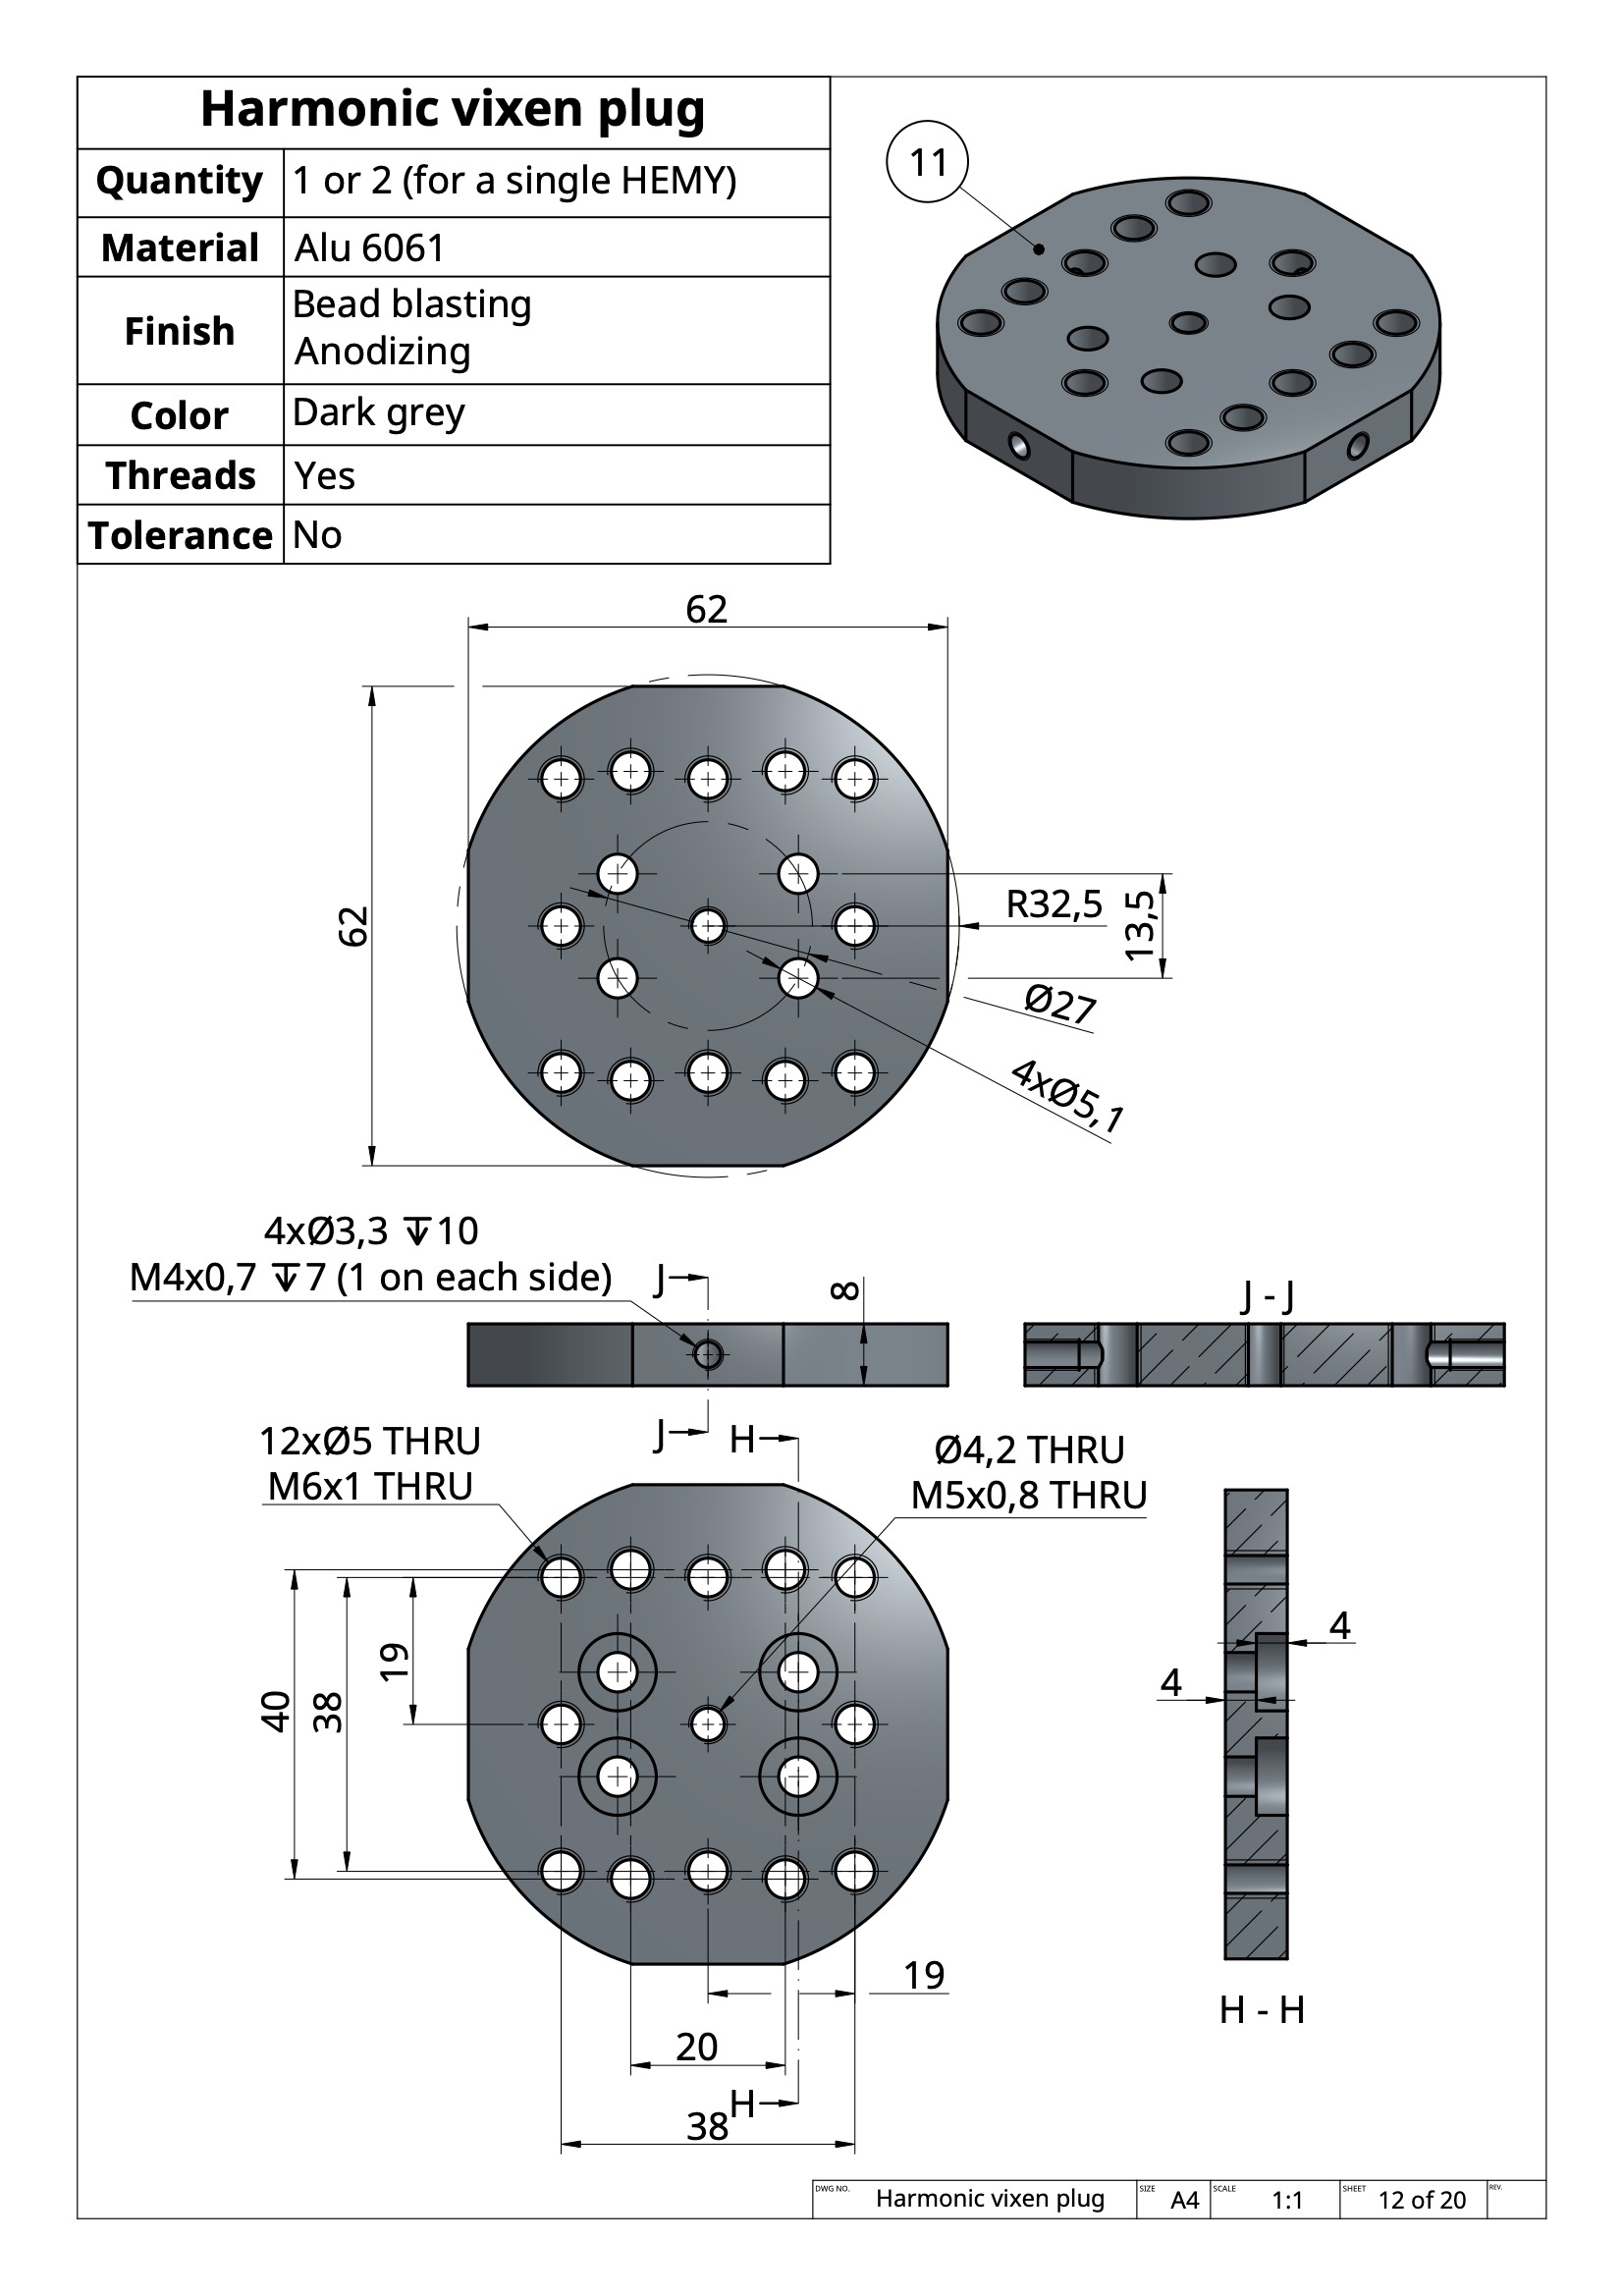 Harmonic vixen plug
Quantity 1 or 2 (for a single HEMY)
Material Alu 6061
Finish Bead blasting
Anodizing
Color Dark grey
Threads Yes
Tolerance No
11
62
62
R32,5
13,5
Ø27
4xØ5,1
4xØ3,3 ↧10
M4x0,7 ↧7 (1 on each side)
J
8
J - J
J
H
12xØ5 THRU
M6x1 THRU
Ø4,2 THRU
M5x0,8 THRU
40
38
19
4
4
19
20
H
38
H - H
DWG NO. Harmonic vixen plug SIZE A4 SCALE 1:1 SHEET 12 of 20 REV.